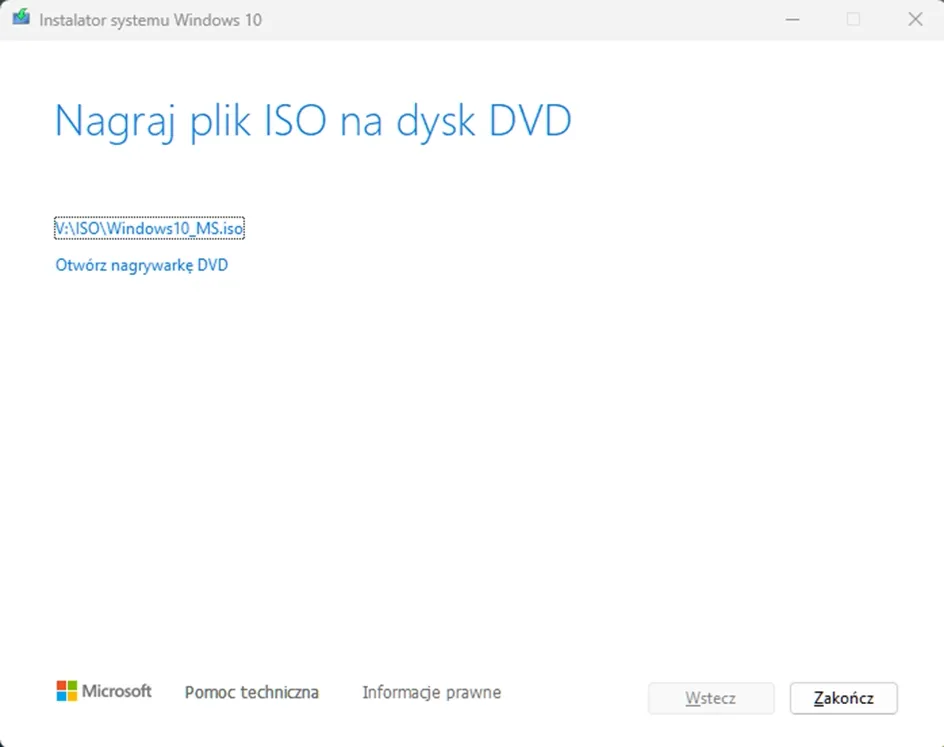 Instalator systemu Windows 10
Nagraj plik ISO na dysk DVD
V:\ISO\Windows10_MS.iso
Otwórz nagrywarkę DVD
Microsoft Pomoc techniczna Informacje prawne Wstecz Zakończ